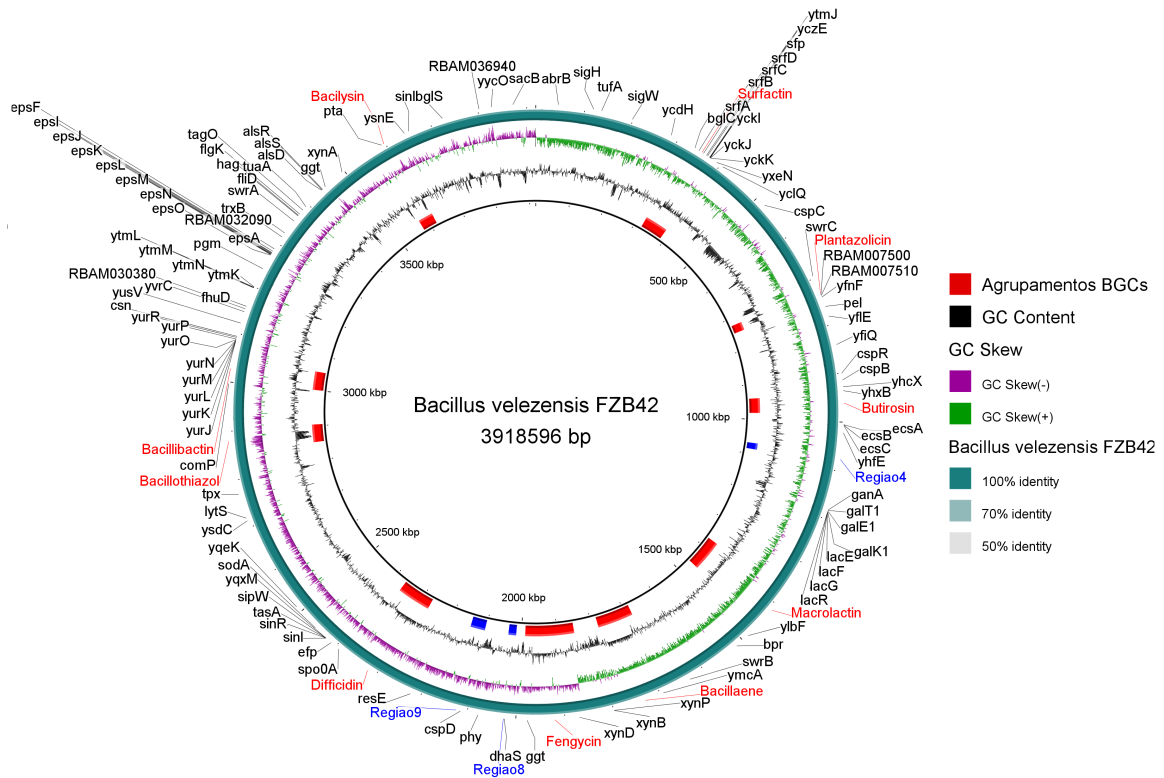 ytmJ
yczE
sfp
srfD
srfC
srfB
Surfactin
srfA
bglC
yckI
yckJ
yckK
yxeN
yclQ
cspC
swrC
Plantazolicin
RBAM007500
RBAM007510
yfnF
pel
yflE
yfiQ
cspR
cspB
yhcX
yhxB
Butirosin
ecsA
ecsB
ecsC
yhfE
Regiao4
ganA
galT1
galE1
galK1
lacE
lacF
lacG
lacR
Macrolactin
ylbF
bpr
swrB
ymcA
Bacillaene
xynP
xynB
xynD
Fengycin
ggt
dhaS
Regiao8
phy
cspD
Regiao9
resE
Difficidin
spo0A
efp
sinI
sinR
tasA
sipW
yqxM
sodA
yqeK
ysdC
lytS
tpx
Bacillothiazol
comP
Bacillibactin
yurJ
yurK
yurL
yurM
yurN
yurO
yurP
yurR
csn
yusV
yvrC
RBAM030380
fhuD
ytmK
ytmN
ytmM
ytmL
pgm
epsA
RBAM032090
trxB
epsO
epsN
epsM
epsL
epsK
epsJ
epsI
epsF
swrA
fliD
hag
tuaA
flgK
tagO
alsD
alsS
alsR
ggt
xynA
pta
Bacilysin
ysnE
sinI
bglS
RBAM036940
yycO
sacB
abrB
sigH
tufA
sigW
ycdH
500 kbp
1000 kbp
1500 kbp
2000 kbp
2500 kbp
3000 kbp
3500 kbp
Bacillus velezensis FZB42
3918596 bp
Agrupamentos BGCs
GC Content
GC Skew
GC Skew(-)
GC Skew(+)
Bacillus velezensis FZB42
100% identity
70% identity
50% identity